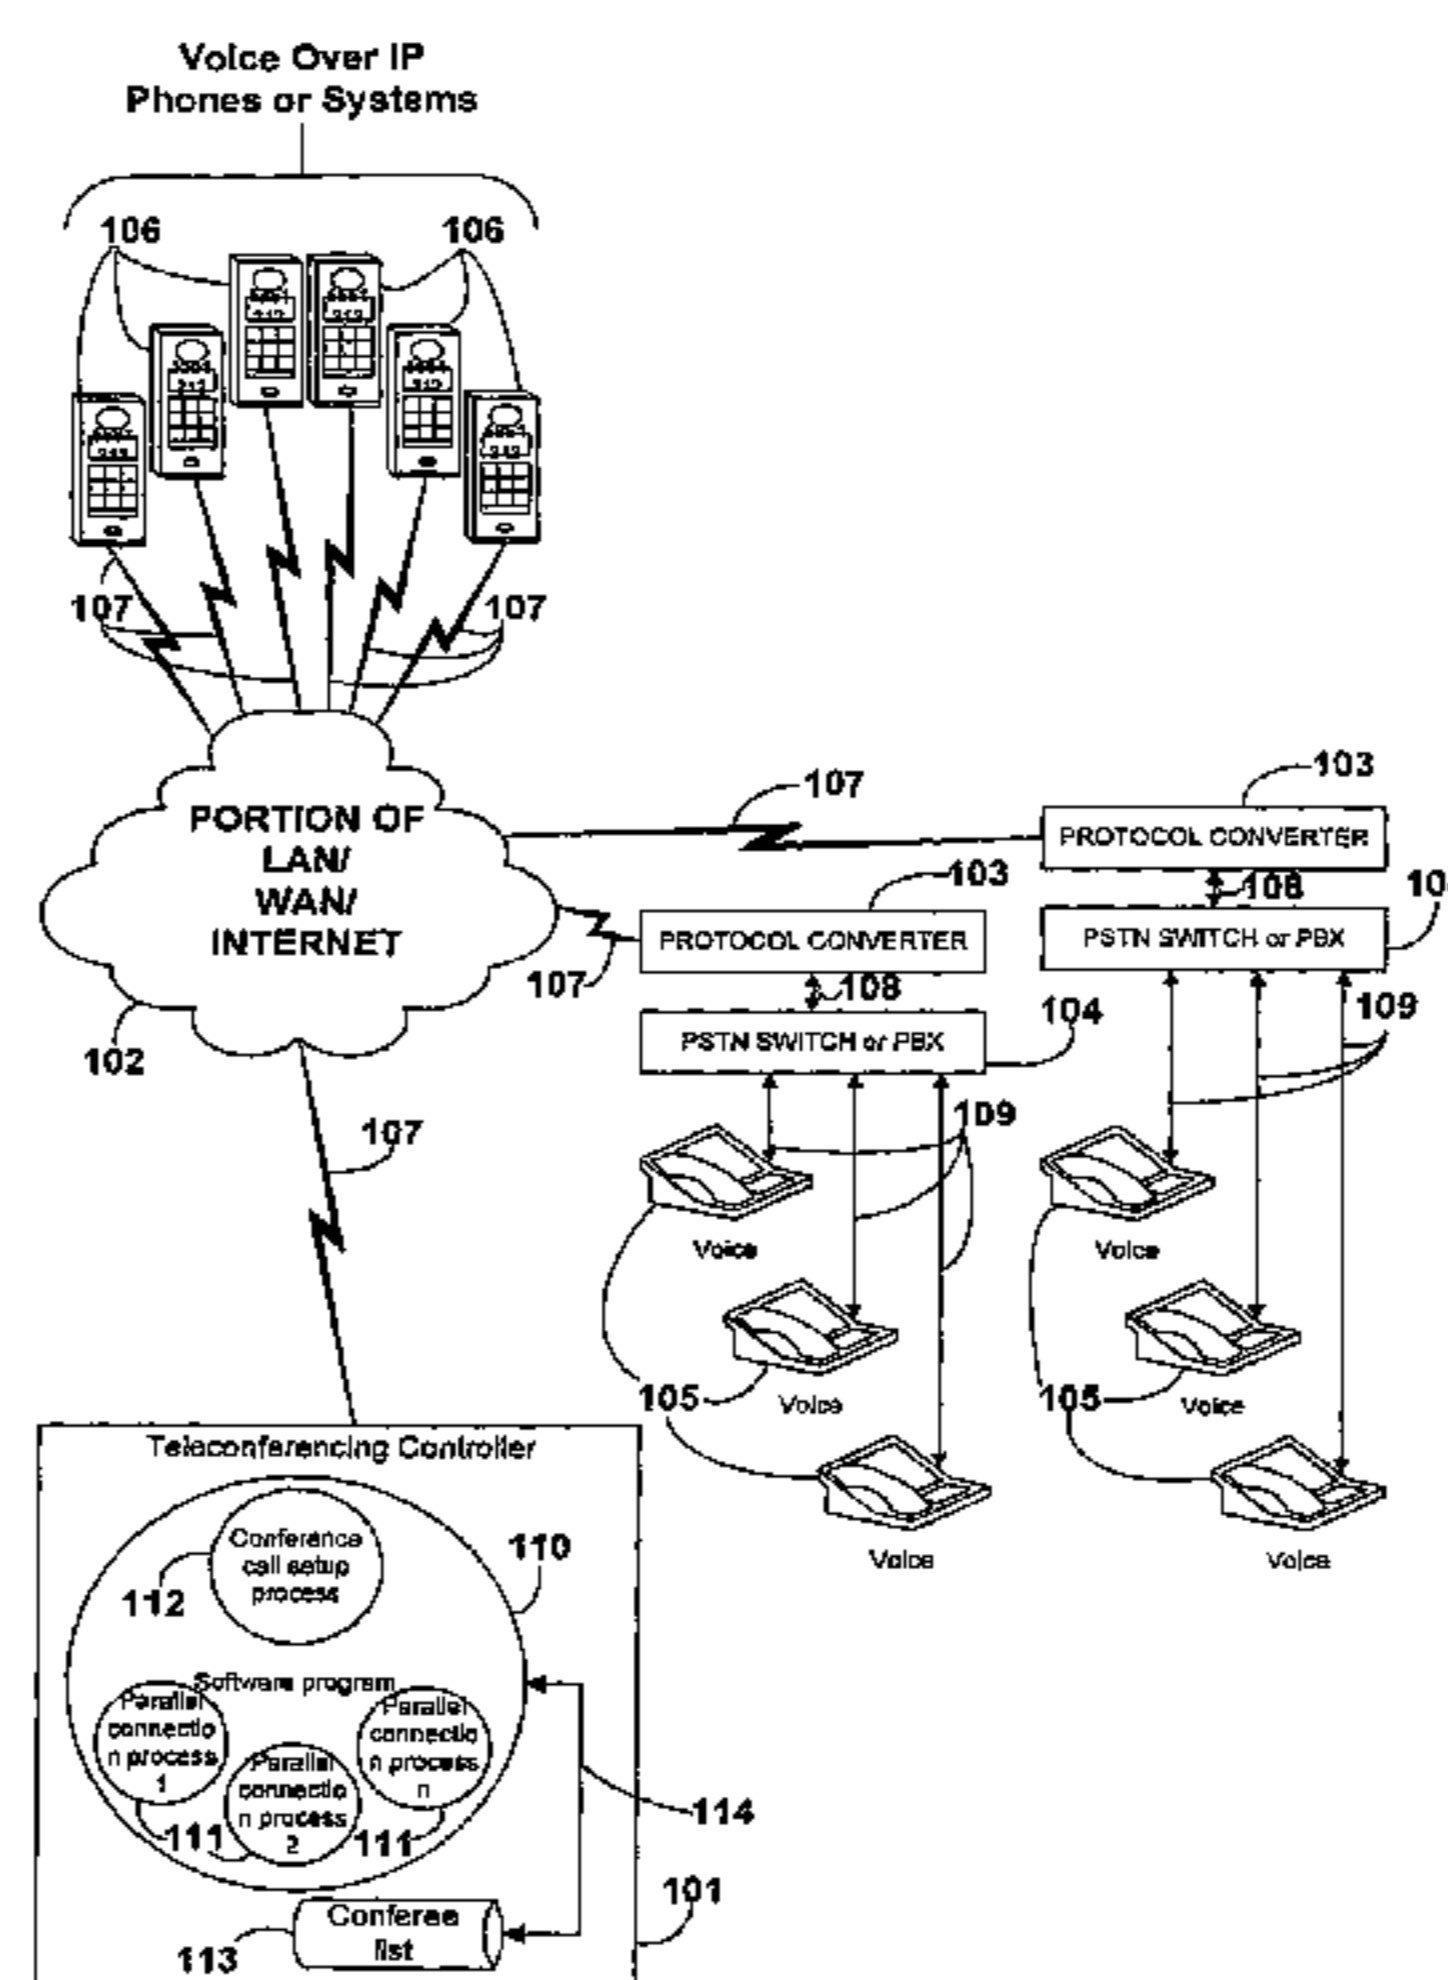 Voice Over IP
Phones or Systems
106
106
107
107
PORTION OF
LAN/
WAN/
INTERNET
102
107
103
PROTOCOL CONVERTER
108
10
PSTN SWITCH or PBX
109
103
PROTOCOL CONVERTER
107
108
104
PSTN SWITCH or PBX
109
107
Voice
Voice
105
Voice
105
Voice
Voice
Voice
Teleconferencing Controller
Conference
call setup
process
110
112
Software program
Parallel
connectio
n process
1
Parallel
connectio
n process
2
Parallel
connectio
n process
n
111
111
114
101
Conferee
list
113